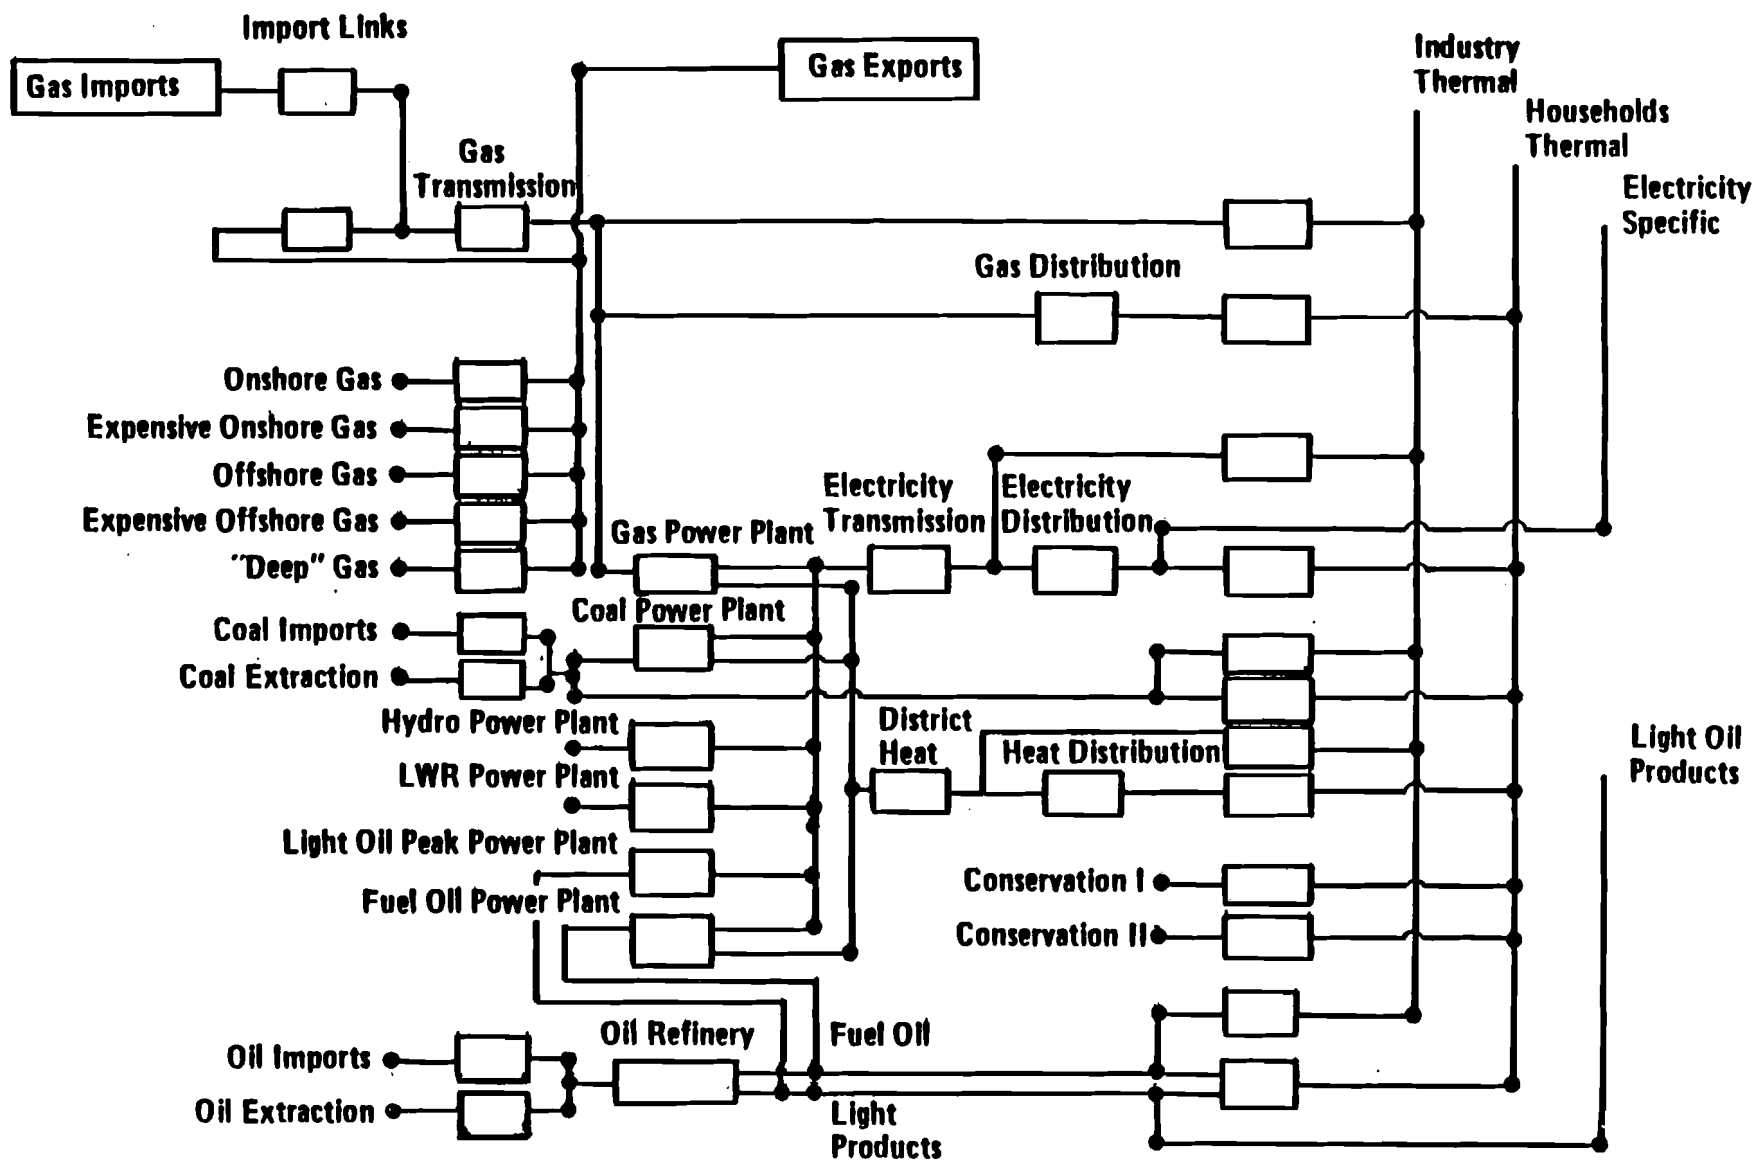 Import Links
Gas Imports
Gas Exports
Industry
Thermal
Households
Thermal
Gas
Transmission
Electricity
Specific
Gas Distribution
Onshore Gas
Expensive Onshore Gas
Offshore Gas
Expensive Offshore Gas
"Deep" Gas
Electricity
Transmission
Electricity
Distribution
Gas Power Plant
Coal Power Plant
Coal Imports
Coal Extraction
Hydro Power Plant
District
Heat
Heat Distribution
Light Oil
Products
LWR Power Plant
Light Oil Peak Power Plant
Fuel Oil Power Plant
Conservation I
Conservation II
Oil Refinery
Fuel Oil
Oil Imports
Oil Extraction
Light
Products